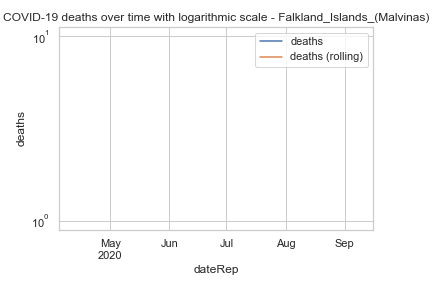 COVID-19 deaths over time with logarithmic scale - Falkland_Islands_(Malvinas)
10¹
deaths
deaths (rolling)
deaths
10⁰
May Jun Jul Aug Sep
2020
dateRep